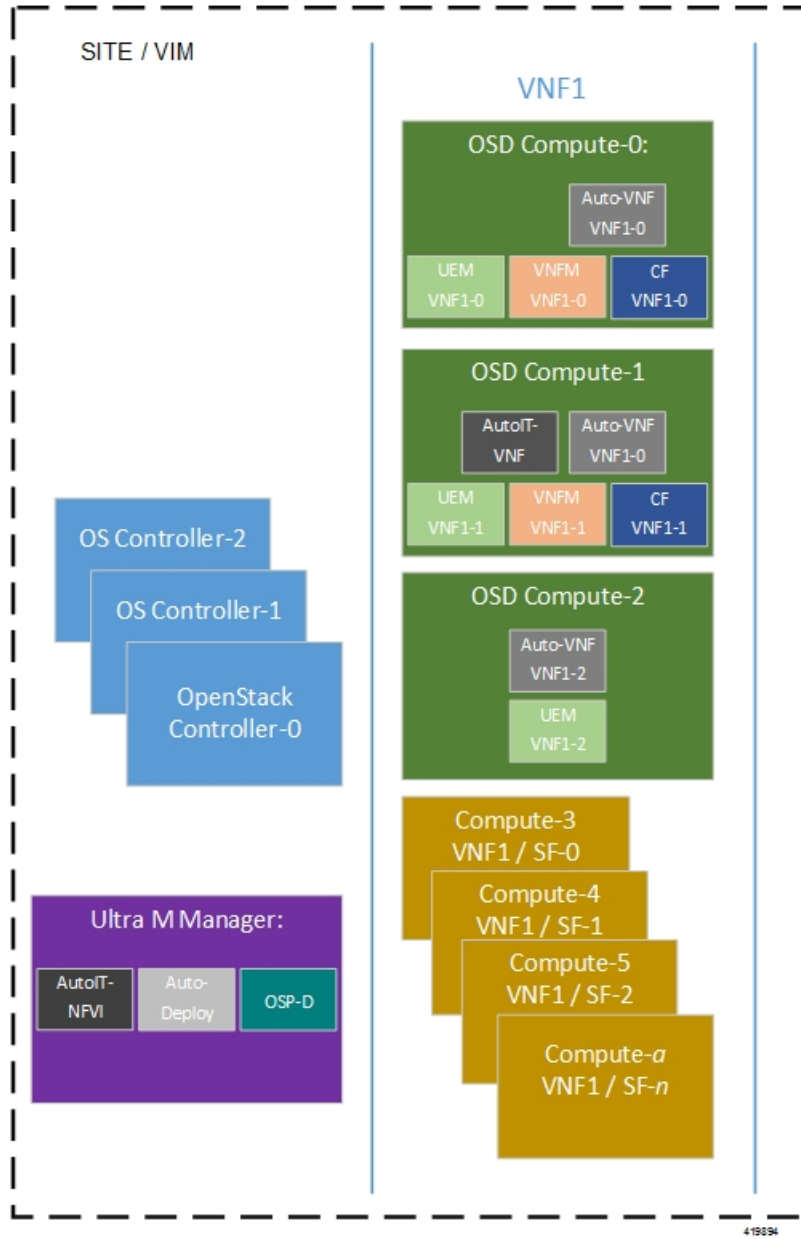 SITE / VIM
VNF1
OSD Compute-0:
Auto-VNF
VNF1-0
UEM
VNF1-0
VNFM
VNF1-0
CF
VNF1-0
OSD Compute-1
AutoIT-
VNF
Auto-VNF
VNF1-0
UEM
VNF1-1
VNFM
VNF1-1
CF
VNF1-1
OS Controller-2
OS Controller-1
OpenStack
Controller-0
OSD Compute-2
Auto-VNF
VNF1-2
UEM
VNF1-2
Compute-3
VNF1 / SF-0
Compute-4
VNF1 / SF-1
Compute-5
VNF1 / SF-2
Compute-a
VNF1 / SF-n
Ultra M Manager:
AutoIT-
NFVI
Auto-
Deploy
OSP-D
419894